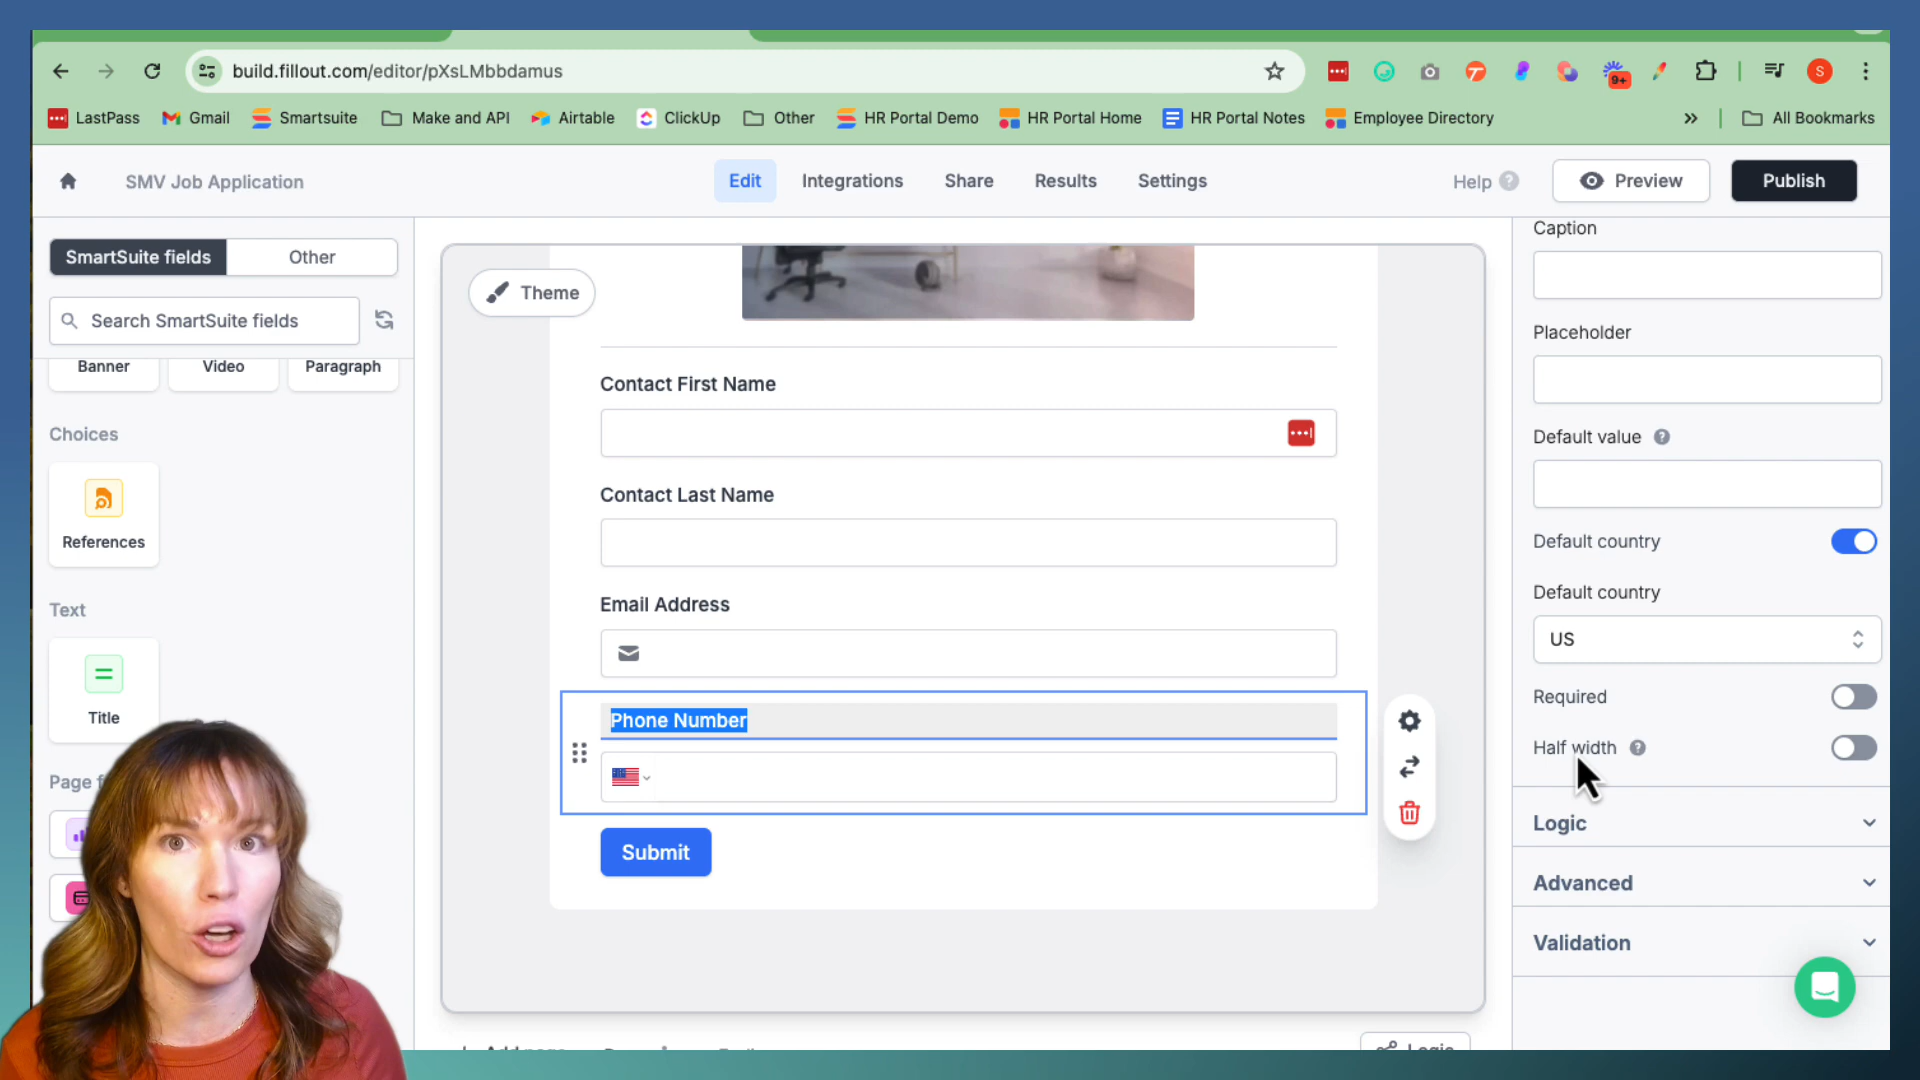 build.fillout.com/editor/pXsLMbbdamus
9+
S
LastPass
Gmail
Smartsuite
Make and API
Airtable
ClickUp
Other
HR Portal Demo
HR Portal Home
HR Portal Notes
Employee Directory
All Bookmarks
SMV Job Application
Edit
Integrations
Share
Results
Settings
Help
Preview
Publish
SmartSuite fields
Other
Search SmartSuite fields
Banner
Video
Paragraph
Choices
References
Text
Title
Page
Theme
Contact First Name
Contact Last Name
Email Address
Phone Number
Submit
Caption
Placeholder
Default value
Default country
Default country
US
Required
Half width
Logic
Advanced
Validation